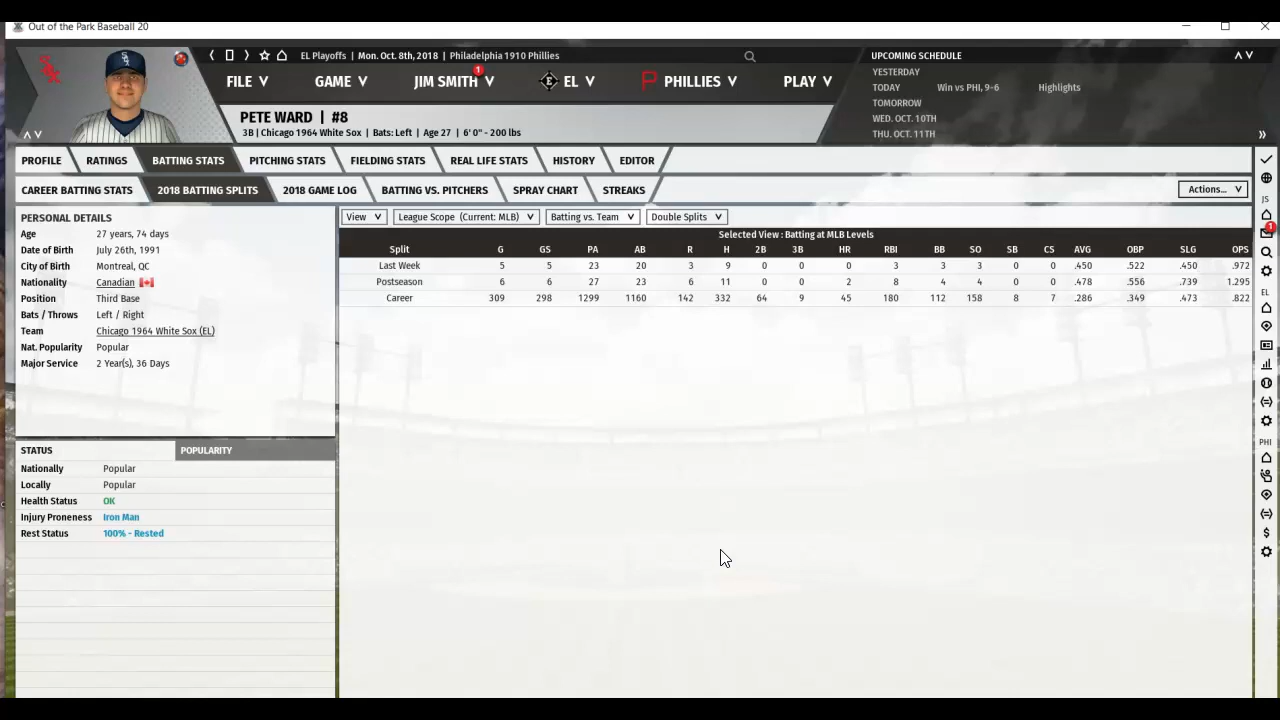 Out of the Park Baseball 20
EL Playoffs | Mon. Oct. 8th, 2018 | Philadelphia 1910 Phillies
FILE GAME JIM SMITH 1 EL PHILLIES PLAY
PETE WARD | #8
3B | Chicago 1964 White Sox | Bats: Left | Age 27 | 6' 0" - 200 lbs
UPCOMING SCHEDULE
YESTERDAY
TODAY Win vs PHI, 9-6 Highlights
TOMORROW
WED. OCT. 10TH
THU. OCT. 11TH
PROFILE RATINGS BATTING STATS PITCHING STATS FIELDING STATS REAL LIFE STATS HISTORY EDITOR
CAREER BATTING STATS 2018 BATTING SPLITS 2018 GAME LOG BATTING VS. PITCHERS SPRAY CHART STREAKS Actions...
PERSONAL DETAILS
Age 27 years, 74 days
Date of Birth July 26th, 1991
City of Birth Montreal, QC
Nationality Canadian
Position Third Base
Bats / Throws Left / Right
Team Chicago 1964 White Sox (EL)
Nat. Popularity Popular
Major Service 2 Year(s), 36 Days
STATUS POPULARITY
Nationally Popular
Locally Popular
Health Status OK
Injury Proneness Iron Man
Rest Status 100% - Rested
View League Scope (Current: MLB) Batting vs. Team Double Splits
Selected View : Batting at MLB Levels
Split G GS PA AB R H 2B 3B HR RBI BB SO SB CS AVG OBP SLG OPS
Last Week 5 5 23 20 3 9 0 0 0 3 3 3 0 0 .450 .522 .450 .972
Postseason 6 6 27 23 6 11 0 0 2 8 4 4 0 0 .478 .556 .739 1.295
Career 309 298 1299 1160 142 332 64 9 45 180 112 158 8 7 .286 .349 .473 .822
JS
1
EL
PHI
$